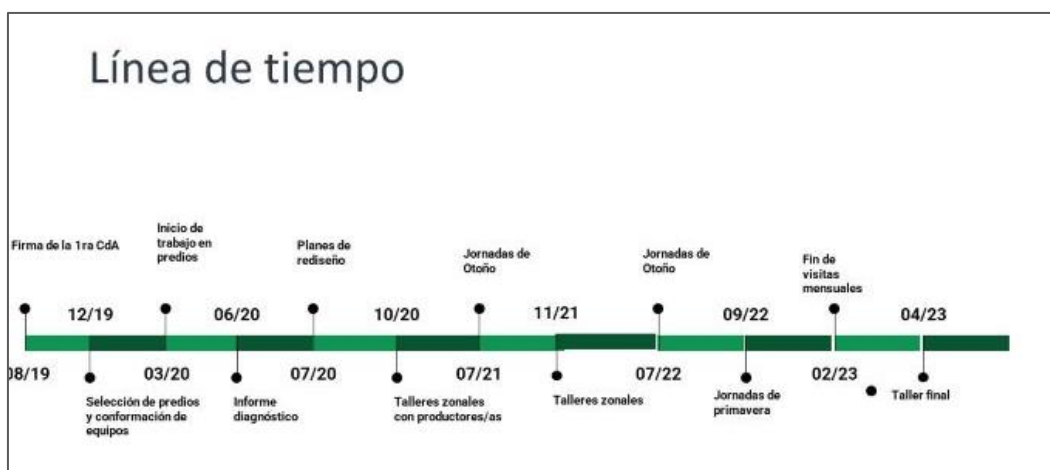 Línea de tiempo
Inicio de
trabajo en
predios
Firma de la 1ra CdA
Planes de
rediseño
Jornadas de
Otoño
Jornadas de
Otoño
Fin de
visitas
mensuales
12/19
06/20
10/20
11/21
09/22
04/23
08/19
03/20
07/20
07/21
07/22
02/23
Selección de predios
y conformación de
equipos
Informe
diagnóstico
Talleres zonales
con productores/as
Talleres zonales
Jornadas de
primavera
Taller final